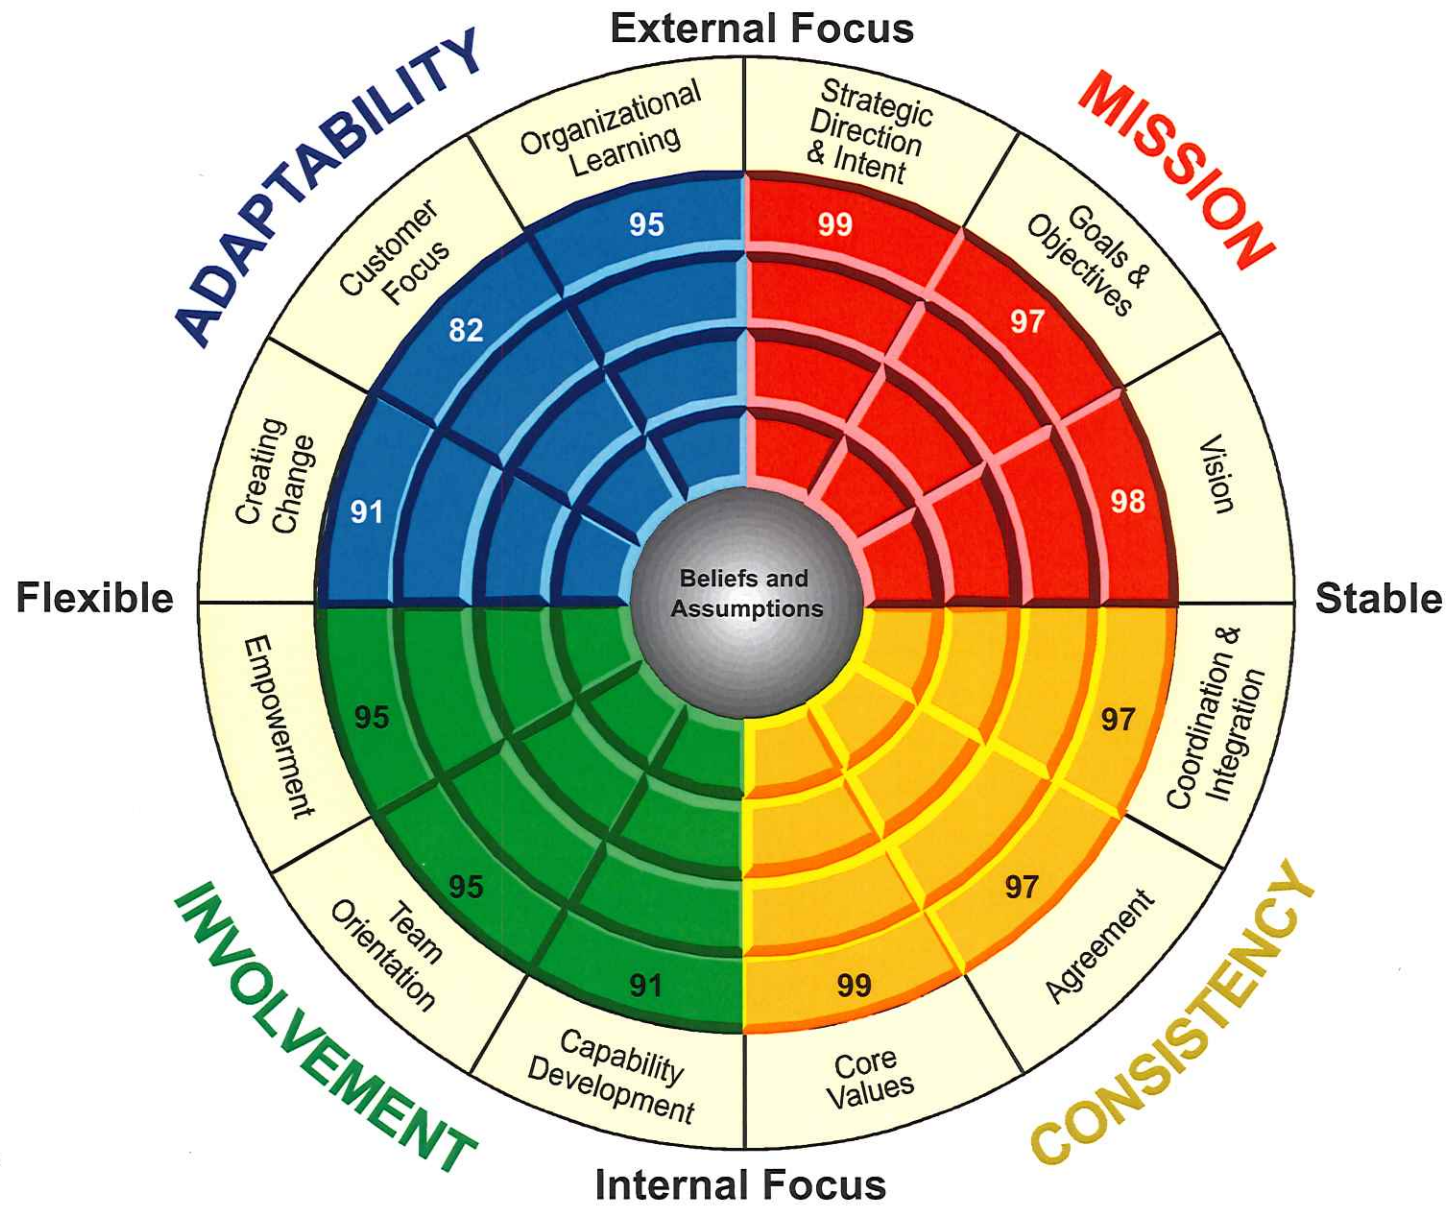 External Focus
ADAPTABILITY
MISSION
Organizational
Learning
Strategic
Direction
& Intent
Customer
Focus
Goals &
Objectives
95
99
82
97
Creating
Change
Vision
91
98
Flexible
Beliefs and
Assumptions
Stable
Empowerment
95
97
Coordination &
Integration
95
97
Team
Orientation
Agreement
91
99
Capability
Development
Core
Values
INVOLVEMENT
CONSISTENCY
Internal Focus